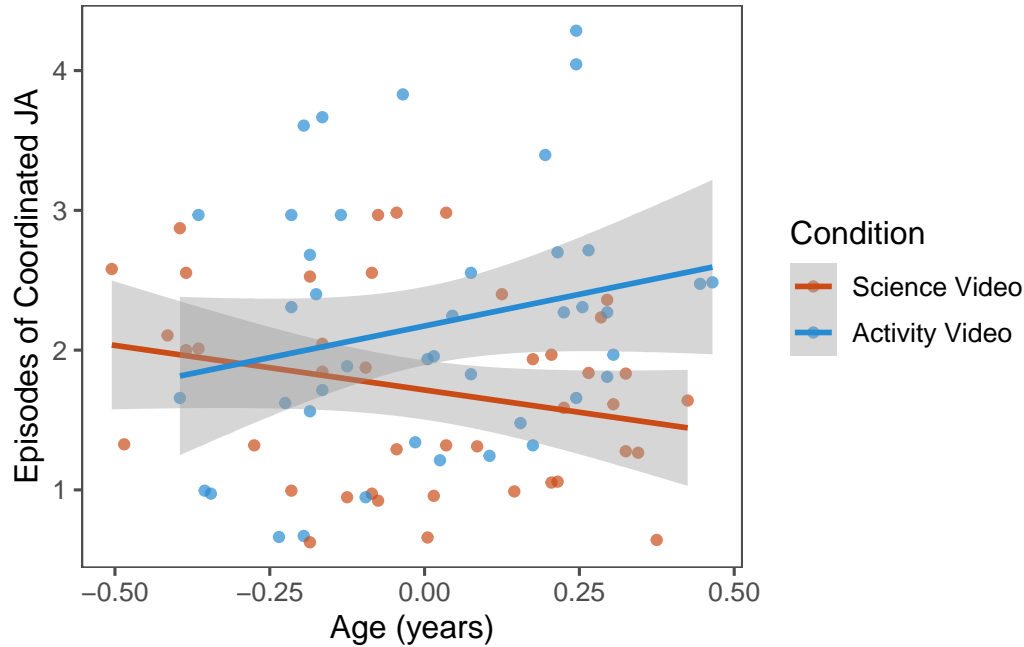 4
3
2
1
Episodes of Coordinated JA
−0.50
−0.25
0.00
0.25
0.50
Age (years)
Condition
Science Video
Activity Video